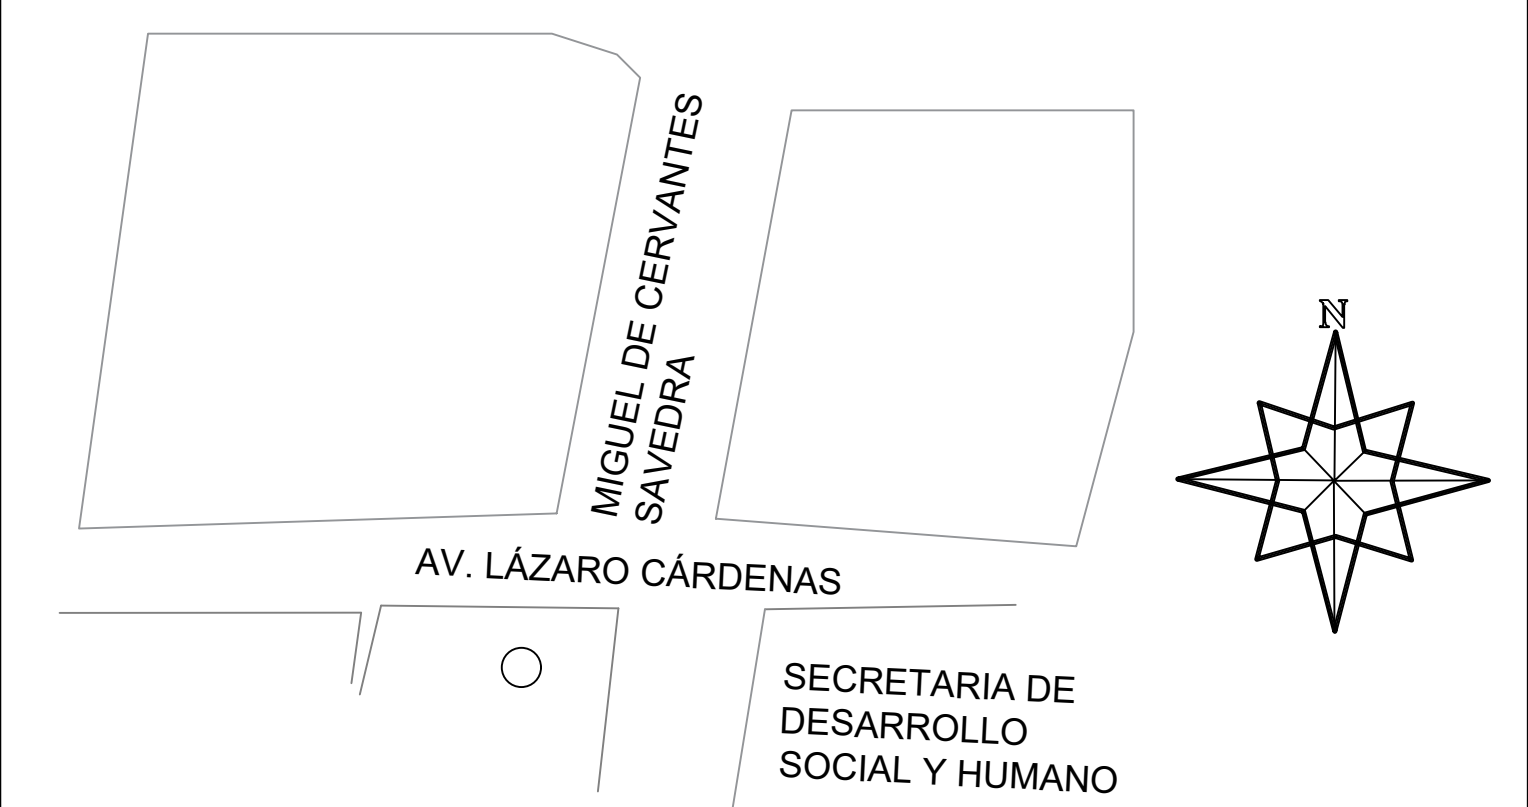 MIGUEL DE CERVANTES
SAVEDRA
N
AV. LÁZARO CÁRDENAS
SECRETARIA DE
DESARROLLO
SOCIAL Y HUMANO